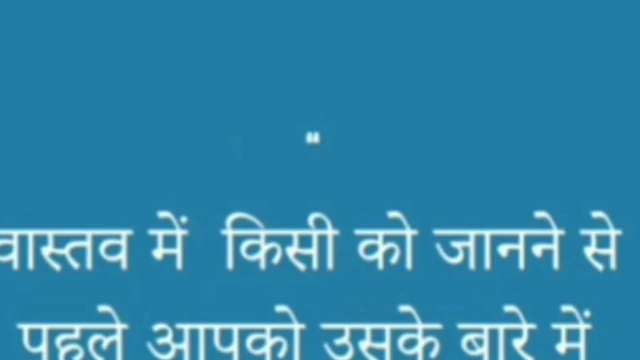 “
वास्तव में किसी को जानने से
पहले आपको उसके बारे में